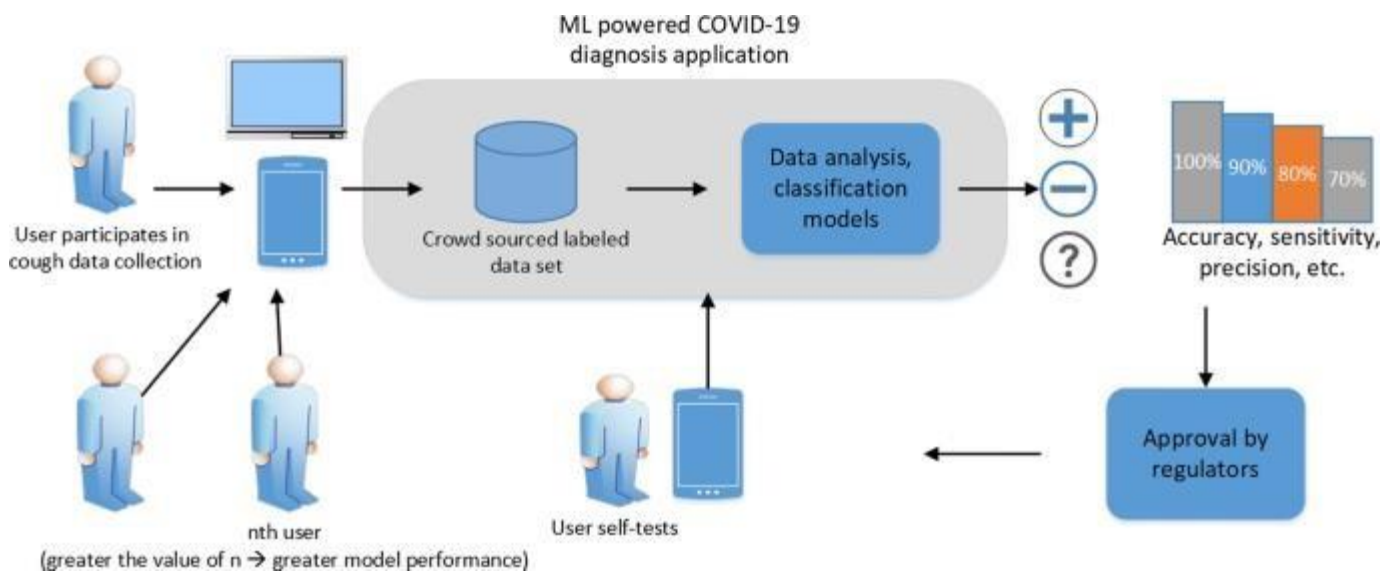 ML powered COVID-19
diagnosis application
User participates in
cough data collection
Crowd sourced labeled
data set
Data analysis,
classification
models
100%
90%
80%
70%
Accuracy, sensitivity,
precision, etc.
nth user
(greater the value of n → greater model performance)
User self-tests
Approval by
regulators